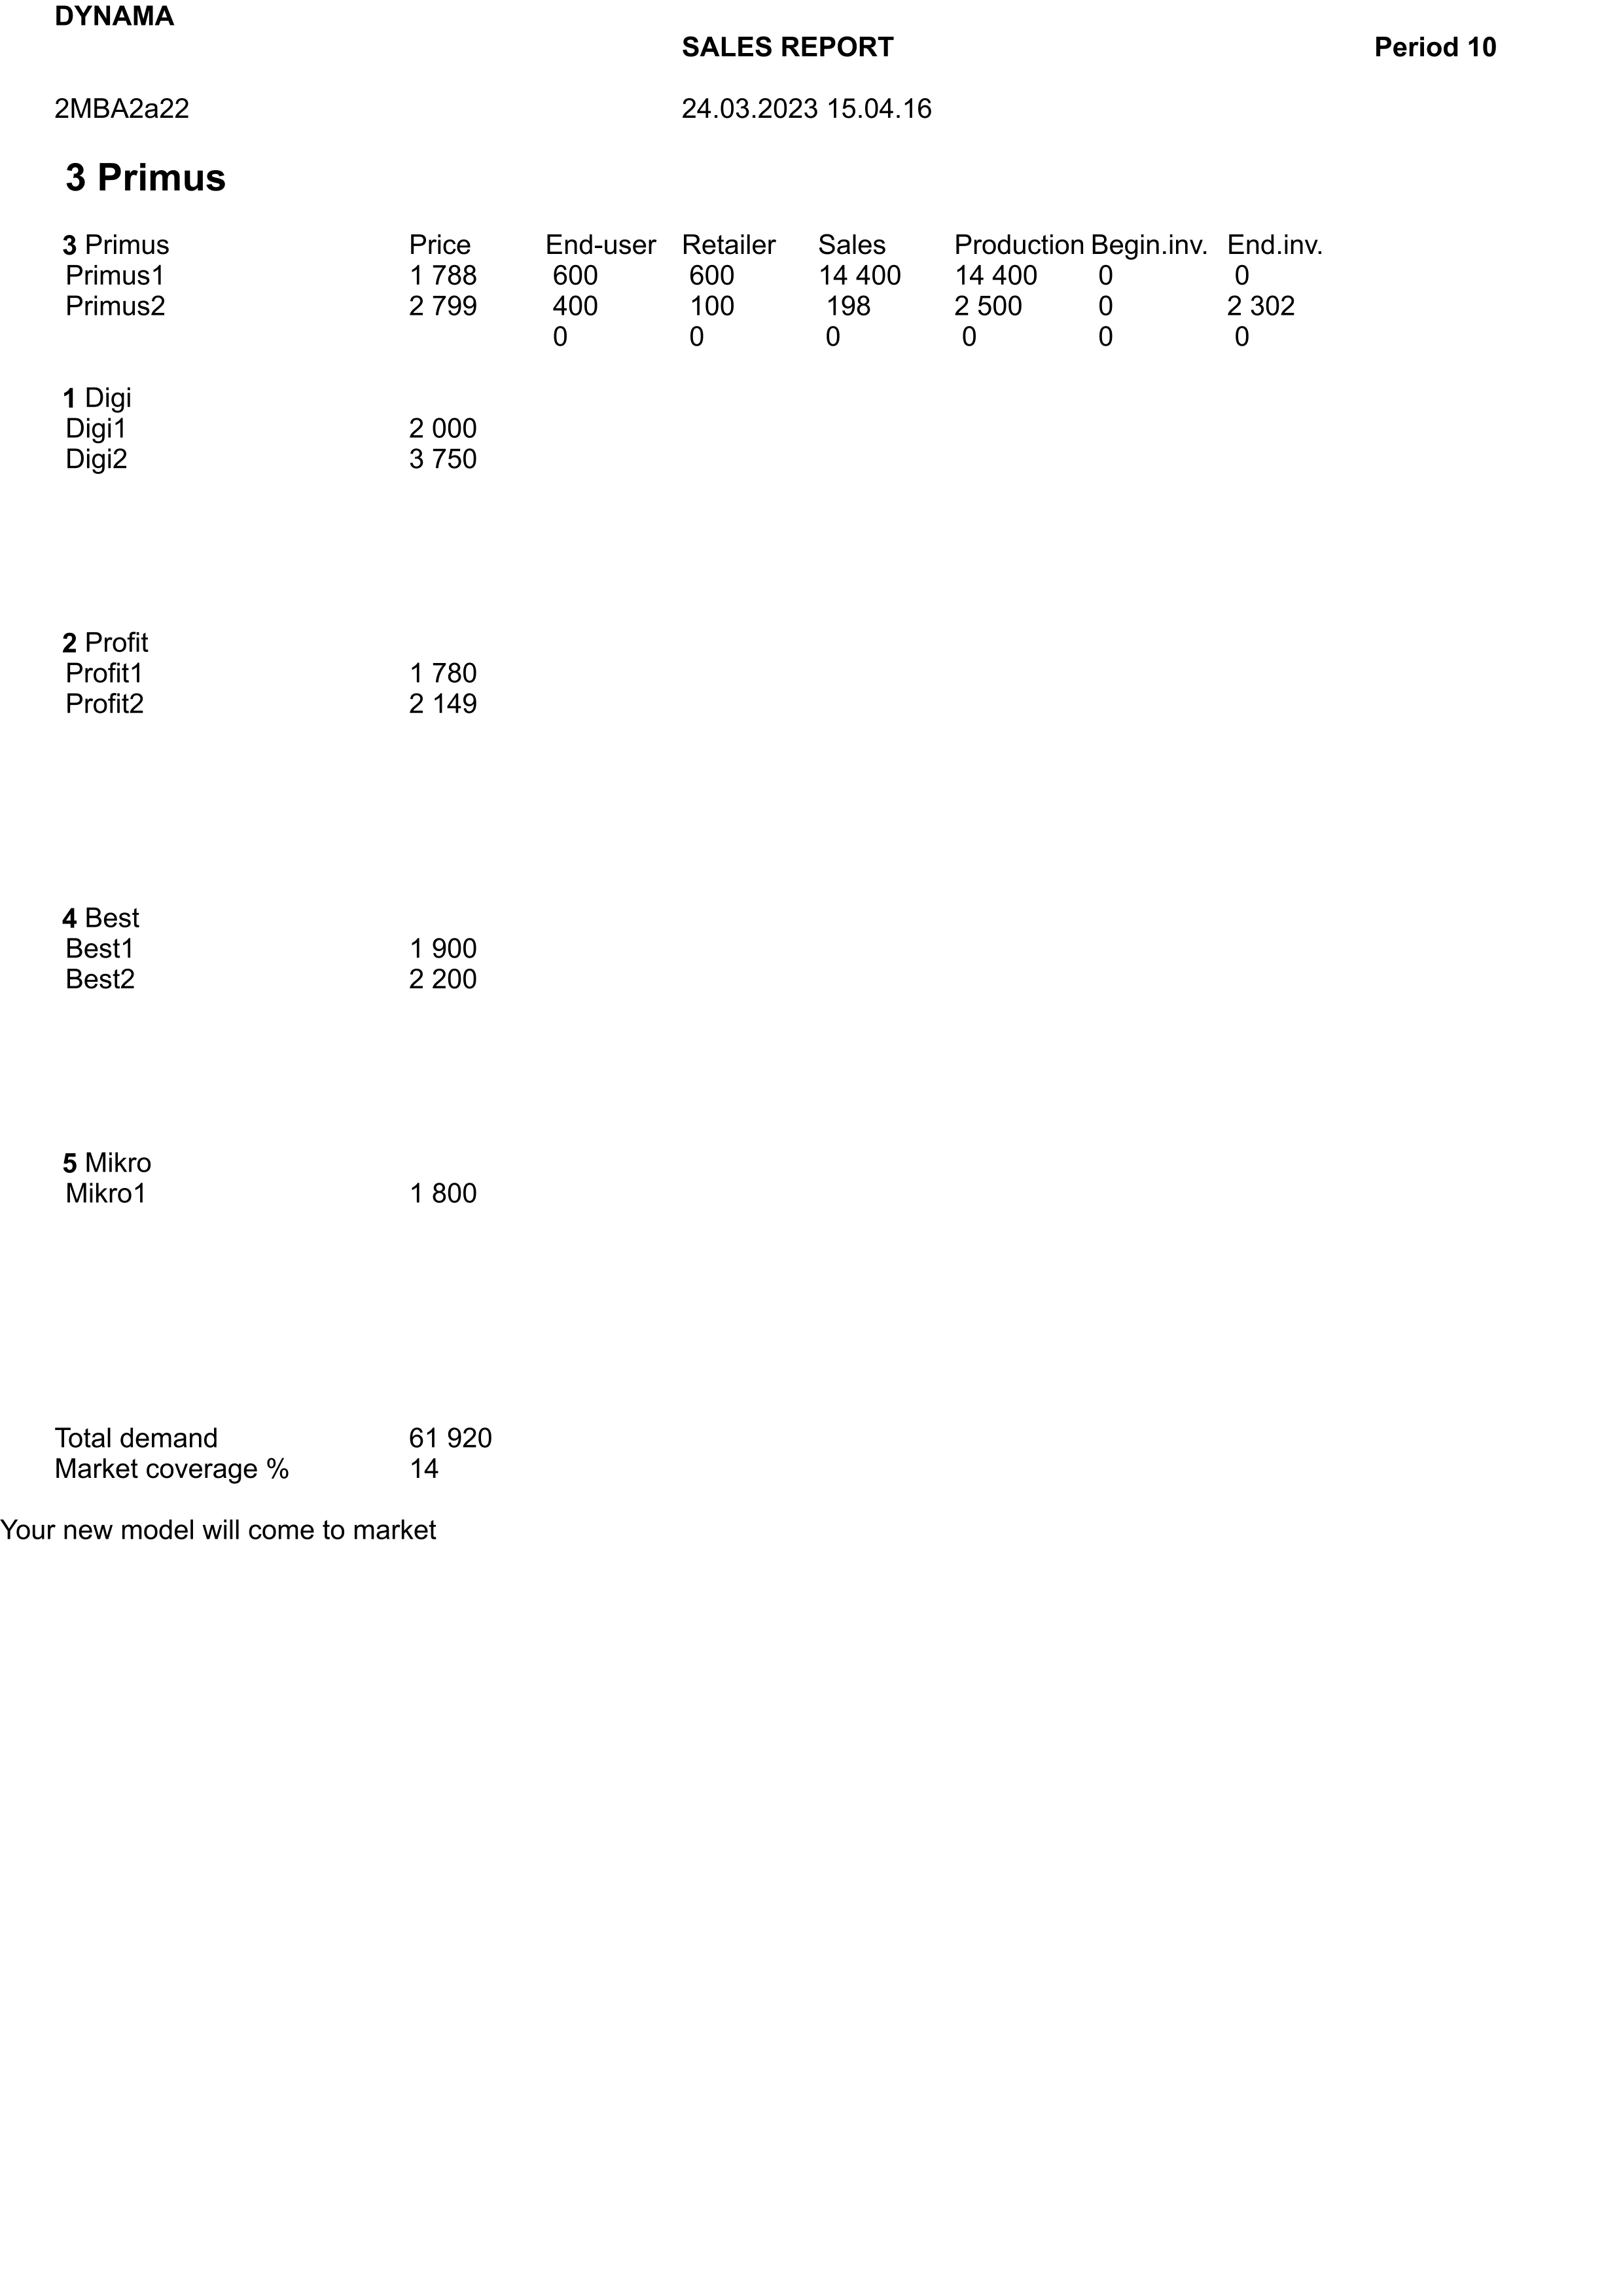 DYNAMA
SALES REPORT Period 10
2MBA2a22 24.03.2023 15.04.16
3 Primus
3 Primus Price End-user Retailer Sales Production Begin.inv. End.inv.
Primus1 1 788 600 600 14 400 14 400 0 0
Primus2 2 799 400 100 198 2 500 0 2 302
0 0 0 0 0 0
1 Digi
Digi1 2 000
Digi2 3 750
2 Profit
Profit1 1 780
Profit2 2 149
4 Best
Best1 1 900
Best2 2 200
5 Mikro
Mikro1 1 800
Total demand 61 920
Market coverage % 14
Your new model will come to market